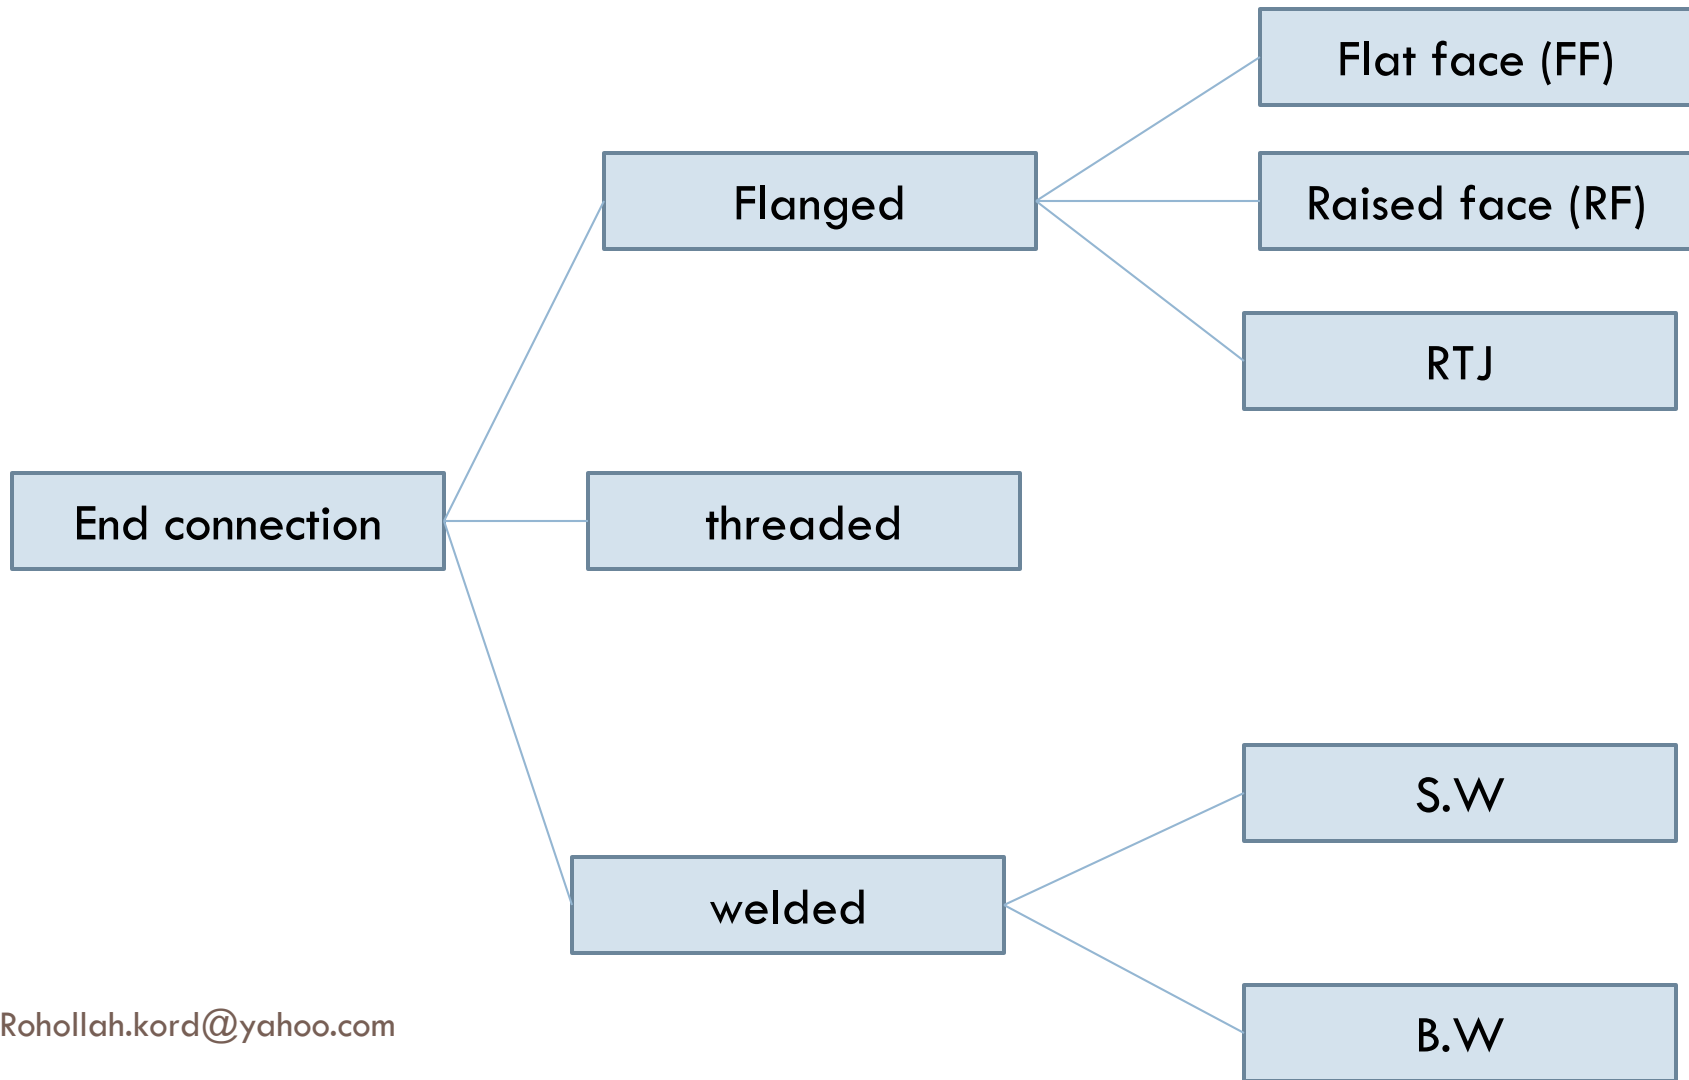 Flat face (FF)
Flanged
Raised face (RF)
RTJ
End connection
threaded
S.W
welded
B.W
Rohollah.kord@yahoo.com